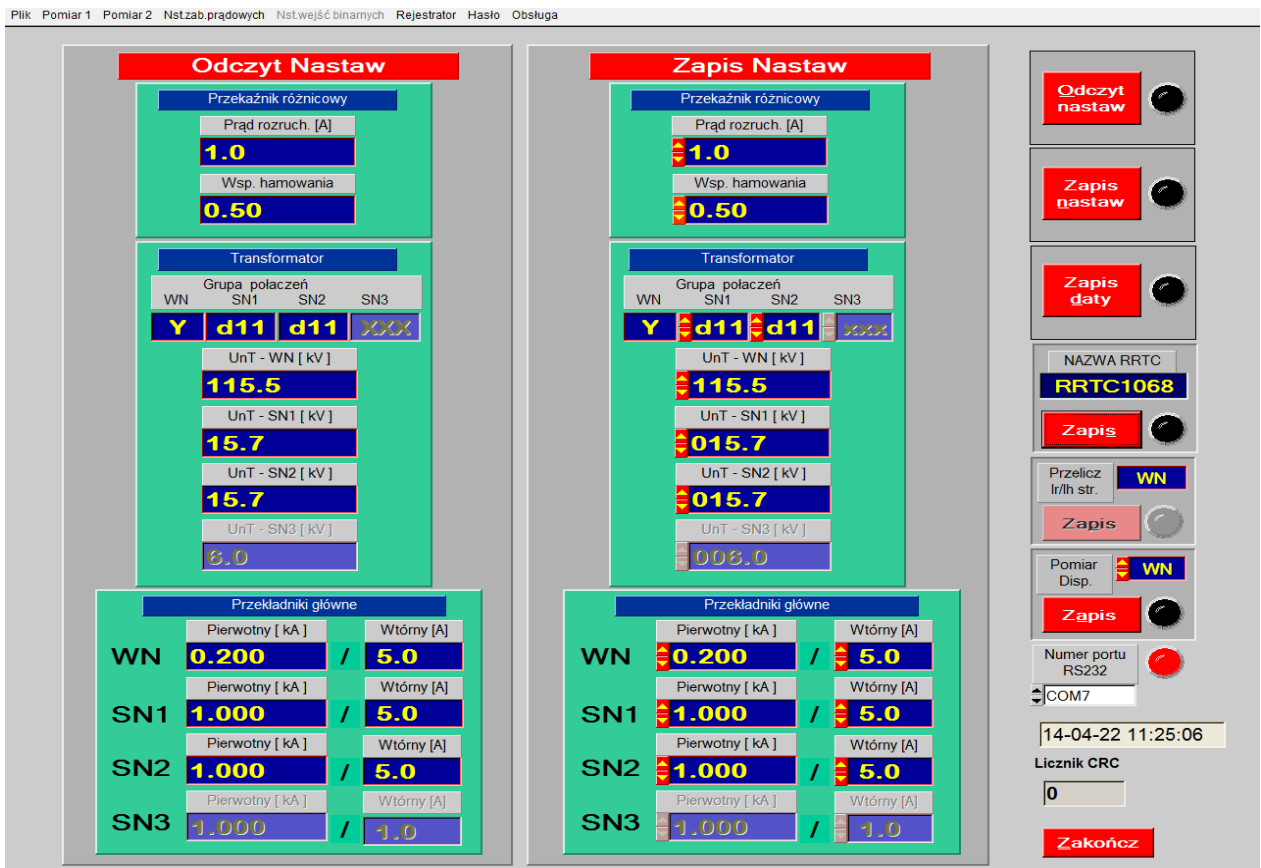 Plik Pomiar 1 Pomiar 2 Nst.zab.prądowych Nst.wejść binarnych Rejestrator Hasło Obsługa
Odczyt Nastaw
Przekaźnik różnicowy
Prąd rozruch. [A]
1.0
Wsp. hamowania
0.50
Transformator
Grupa połaczeń
WN SN1 SN2 SN3
Y d11 d11 xxx
UnT - WN [ kV ]
115.5
UnT - SN1 [ kV ]
15.7
UnT - SN2 [ kV ]
15.7
UnT - SN3 [ kV ]
6.0
Przekładniki główne
Pierwotny [ kA ] Wtórny [A]
WN 0.200 / 5.0
Pierwotny [ kA ] Wtórny [A]
SN1 1.000 / 5.0
Pierwotny [ kA ] Wtórny [A]
SN2 1.000 / 5.0
Pierwotny [ kA ] Wtórny [A]
SN3 1.000 / 1.0
Zapis Nastaw
Przekaźnik różnicowy
Prąd rozruch. [A]
1.0
Wsp. hamowania
0.50
Transformator
Grupa połaczeń
WN SN1 SN2 SN3
Y d11 d11 xxx
UnT - WN [ kV ]
115.5
UnT - SN1 [ kV ]
015.7
UnT - SN2 [ kV ]
015.7
UnT - SN3 [ kV ]
006.0
Przekładniki główne
Pierwotny [ kA ] Wtórny [A]
WN 0.200 / 5.0
Pierwotny [ kA ] Wtórny [A]
SN1 1.000 / 5.0
Pierwotny [ kA ] Wtórny [A]
SN2 1.000 / 5.0
Pierwotny [ kA ] Wtórny [A]
SN3 1.000 / 1.0
Odczyt
nastaw
Zapis
nastaw
Zapis
daty
NAZWA RRTC
RRTC1068
Zapis
Przelicz
Ir/Ih str.
WN
Zapis
Pomiar
Disp.
WN
Zapis
Numer portu
RS232
COM7
14-04-22 11:25:06
Licznik CRC
0
Zakończ